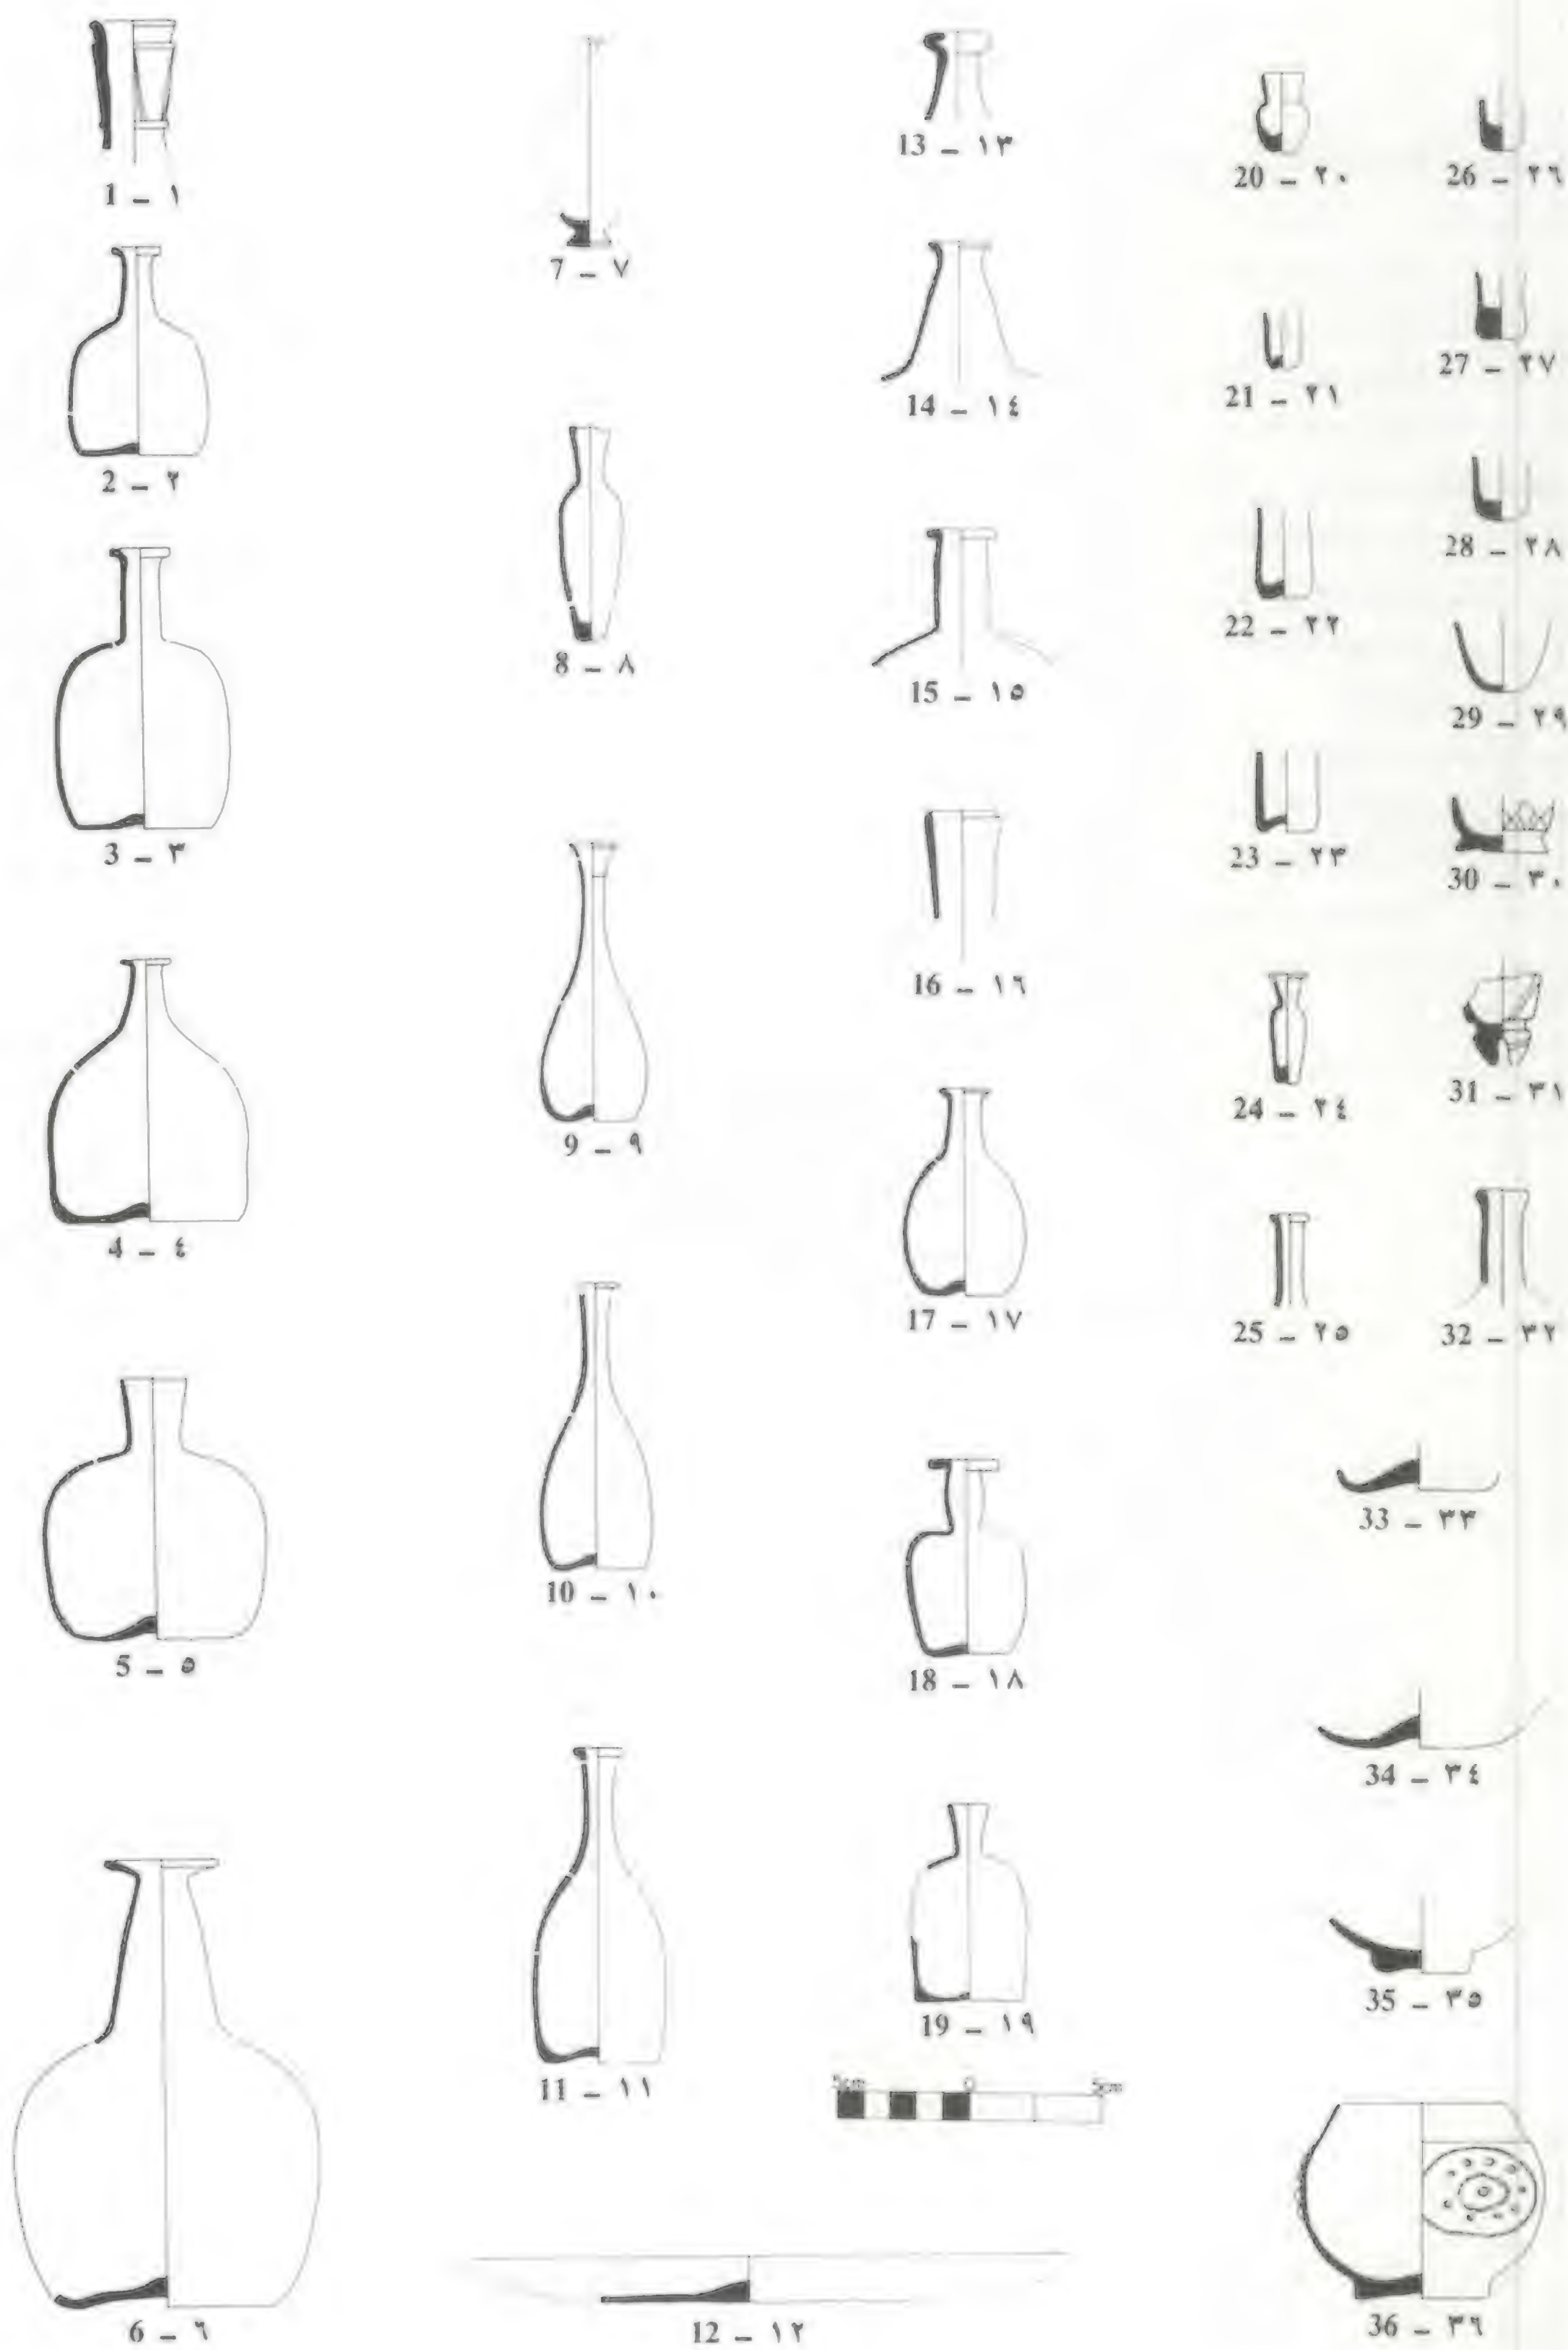 1 – ١
2 – ٢
3 – ٣
4 – ٤
5 – ٥
6 – ٦
7 – ٧
8 – ٨
9 – ٩
10 – ١٠
11 – ١١
12 – ١٢
13 – ١٣
14 – ١٤
15 – ١٥
16 – ١٦
17 – ١٧
18 – ١٨
19 – ١٩
5cm 0 5cm
20 – ٢٠
21 – ٢١
22 – ٢٢
23 – ٢٣
24 – ٢٤
25 – ٢٥
26 – ٢٦
27 – ٢٧
28 – ٢٨
29 – ٢٩
30 – ٣٠
31 – ٣١
32 – ٣٢
33 – ٣٣
34 – ٣٤
35 – ٣٥
36 – ٣٦